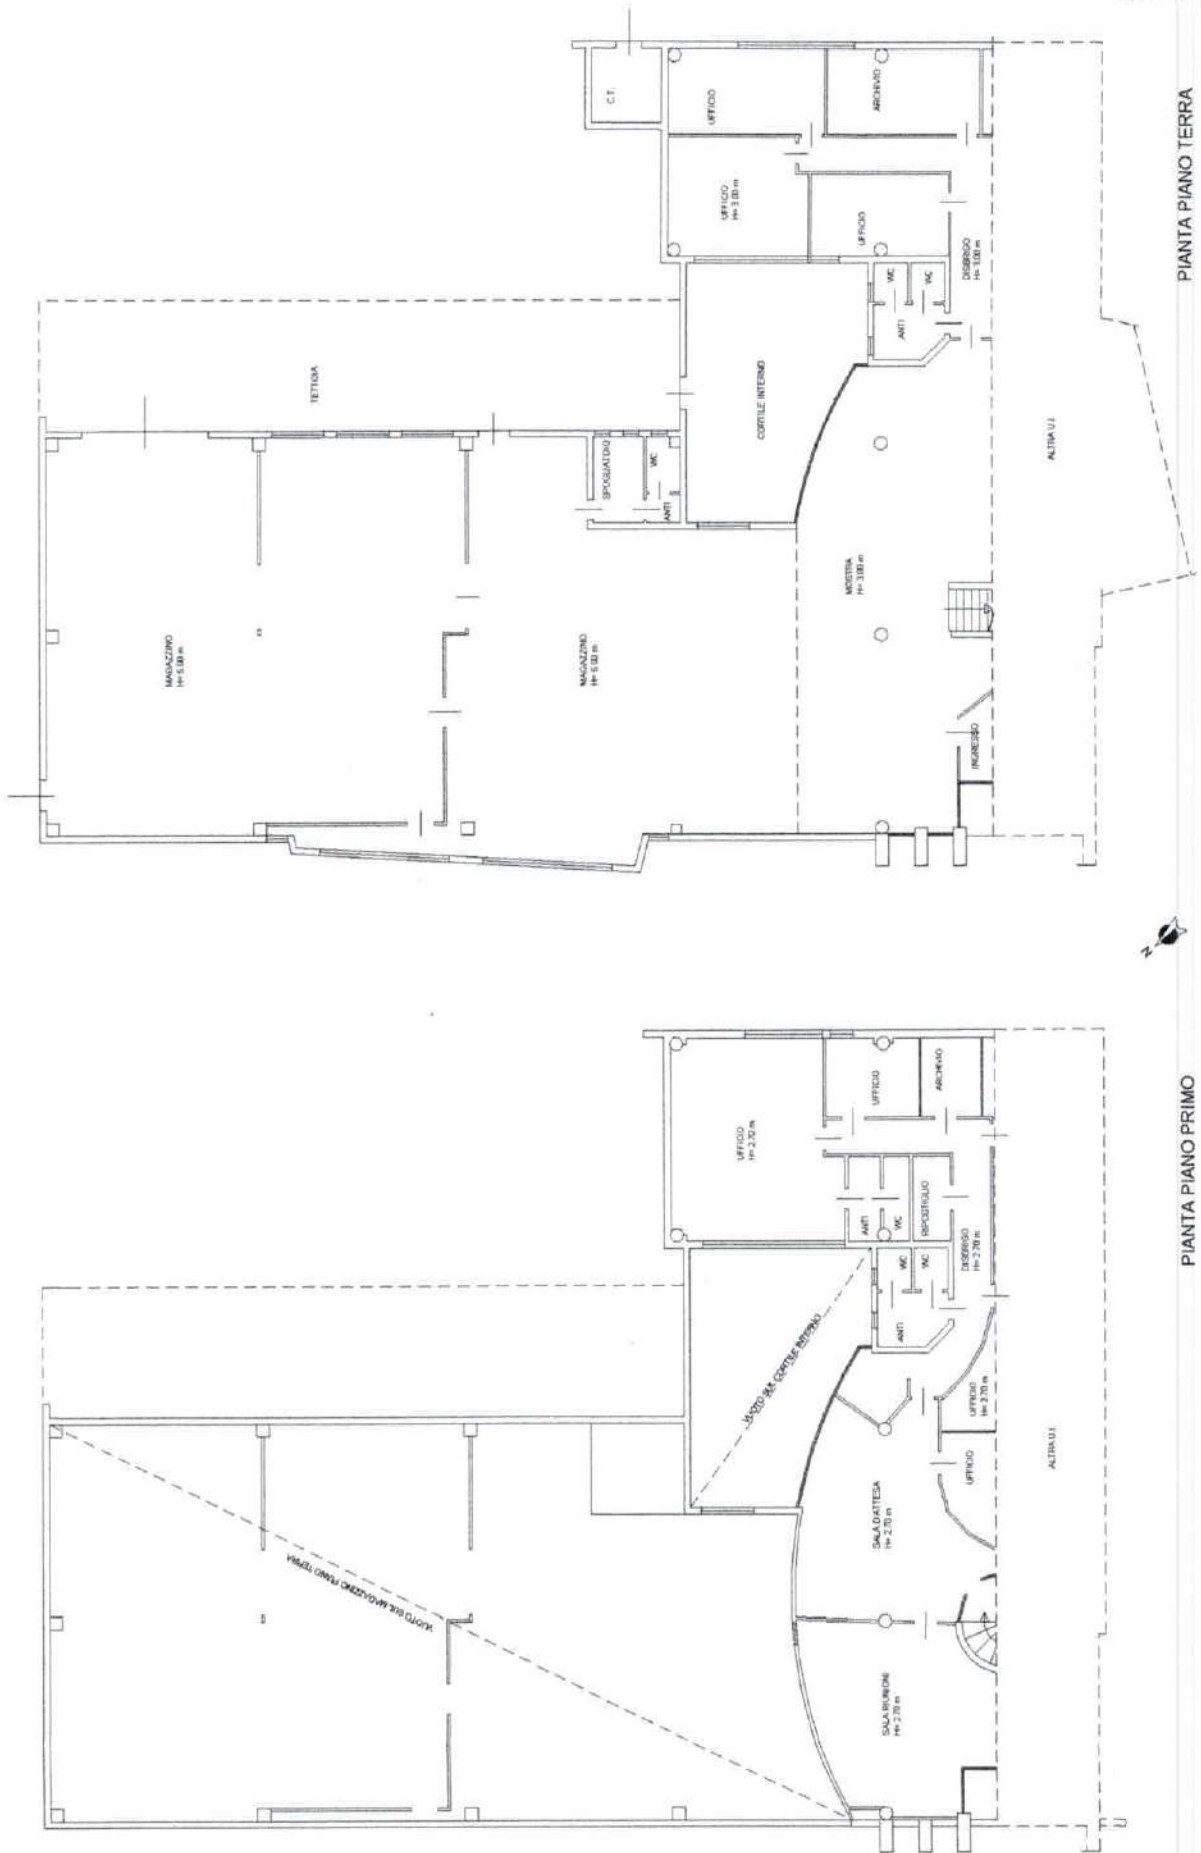 PIANTA PIANO PRIMO
VUOTO SUL MAGAZZINO PIANO TERRA
VUOTO SUL CORTILE INTERNO
SALA RIUNIONI
H= 2.70 m
SALA D'ATTESA
H= 2.70 m
UFFICIO
UFFICIO
H= 2.70 m
ANTI
WC
WC
DISBRIGO
H= 2.70 m
RIPOSTIGLIO
ANTI
WC
UFFICIO
H= 2.70 m
UFFICIO
ARCHIVIO
ALTRA U.I.
N
PIANTA PIANO TERRA
MAGAZZINO
H= 5.00 m
MAGAZZINO
H= 5.00 m
TETTOIA
SPOGLIATOIO
WC
ANTI
CORTILE INTERNO
MOSTRA
H= 3.00 m
INGRESSO
ANTI
WC
WC
DISBRIGO
H= 3.00 m
UFFICIO
UFFICIO
H= 3.00 m
UFFICIO
ARCHIVIO
C.T.
ALTRA U.I.